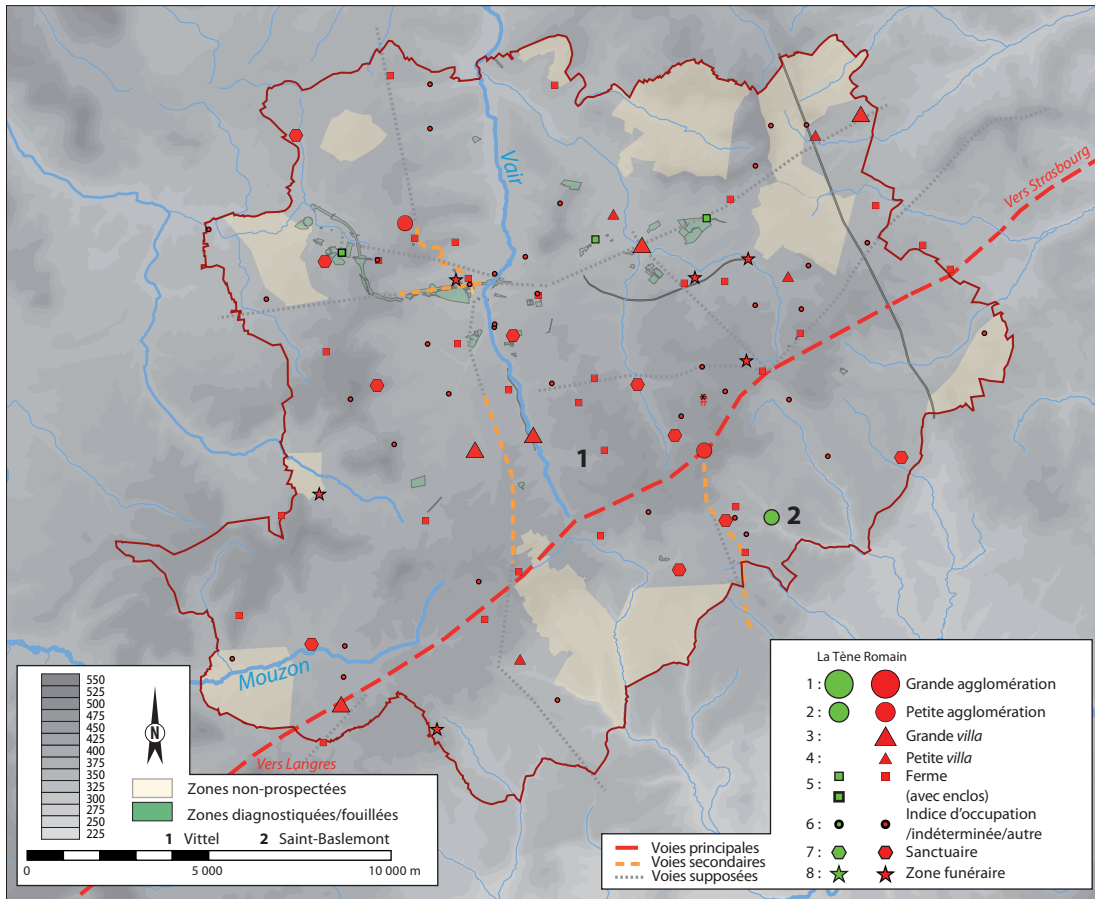 Vair
Vers Strasbourg
1
2
Mouzon
Vers Langres
550
525
500
475
450
425
400
375
350
325
300
275
250
225
N
Zones non-prospectées
Zones diagnostiquées/fouillées
1 Vittel 2 Saint-Baslemont
0 5 000 10 000 m
Voies principales
Voies secondaires
Voies supposées
La Tène Romain
1 : Grande agglomération
2 : Petite agglomération
3 : Grande villa
4 : Petite villa
5 : Ferme
(avec enclos)
6 : Indice d'occupation
/indéterminée/autre
7 : Sanctuaire
8 : Zone funéraire